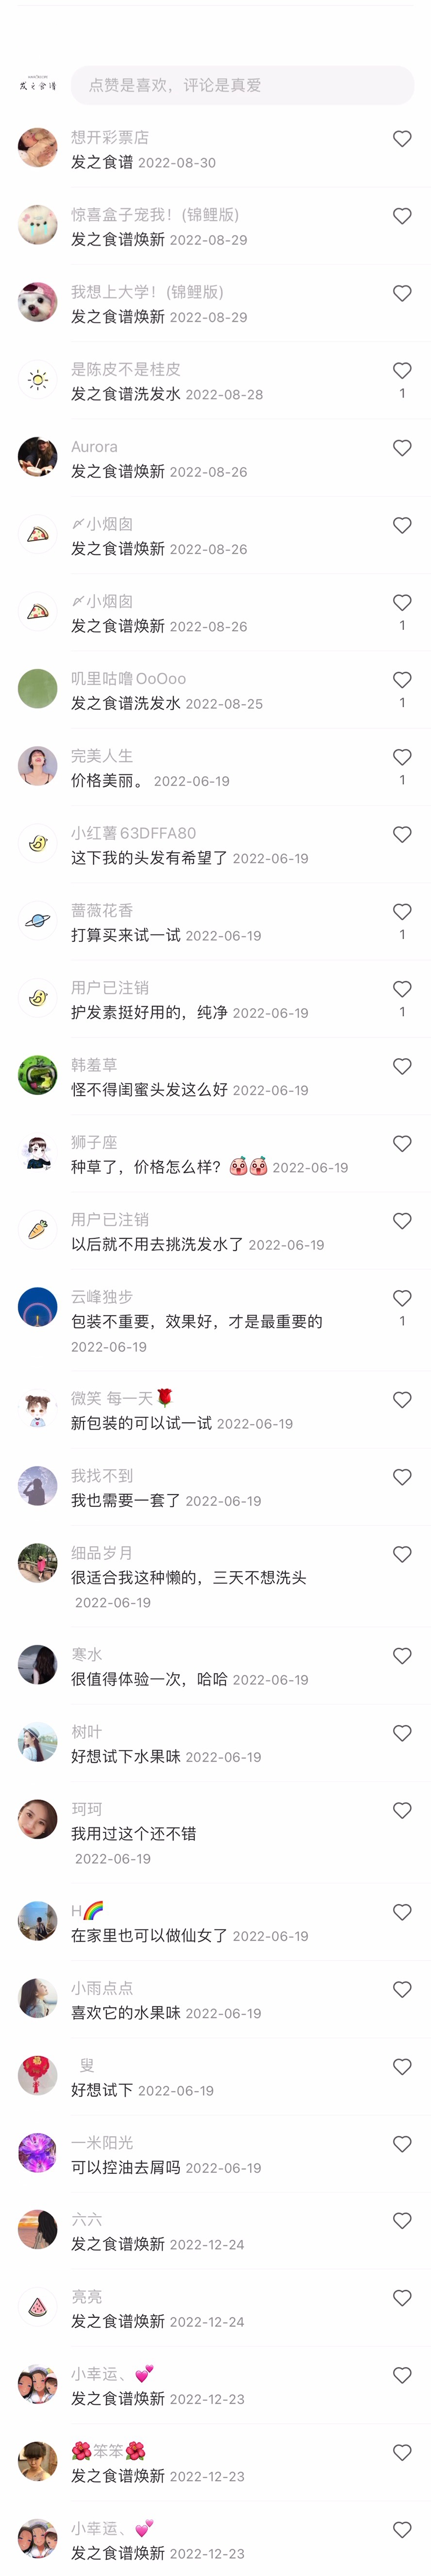 发之食谱
点赞是喜欢，评论是真爱
想开彩票店
发之食谱 2022-08-30
惊喜盒子宠我！(锦鲤版)
发之食谱焕新 2022-08-29
我想上大学！(锦鲤版)
发之食谱焕新 2022-08-29
是陈皮不是桂皮
发之食谱洗发水 2022-08-28
1
Aurora
发之食谱焕新 2022-08-26
〆小烟囱
发之食谱焕新 2022-08-26
〆小烟囱
发之食谱焕新 2022-08-26
1
叽里咕噜OoOoo
发之食谱洗发水 2022-08-25
1
完美人生
价格美丽。 2022-06-19
1
小红薯63DFFA80
这下我的头发有希望了 2022-06-19
蔷薇花香
打算买来试一试 2022-06-19
1
用户已注销
护发素挺好用的，纯净 2022-06-19
1
韩羞草
怪不得闺蜜头发这么好 2022-06-19
狮子座
种草了，价格怎么样？ 2022-06-19
用户已注销
以后就不用去挑洗发水了 2022-06-19
云峰独步
包装不重要，效果好，才是最重要的
2022-06-19
1
微笑 每一天🌹
新包装的可以试一试 2022-06-19
我找不到
我也需要一套了 2022-06-19
细品岁月
很适合我这种懒的，三天不想洗头
2022-06-19
寒水
很值得体验一次，哈哈 2022-06-19
树叶
好想试下水果味 2022-06-19
珂珂
我用过这个还不错
2022-06-19
H🌈
在家里也可以做仙女了 2022-06-19
小雨点点
喜欢它的水果味 2022-06-19
叟
好想试下 2022-06-19
一米阳光
可以控油去屑吗 2022-06-19
六六
发之食谱焕新 2022-12-24
亮亮
发之食谱焕新 2022-12-24
小幸运、💕
发之食谱焕新 2022-12-23
🌺笨笨🌺
发之食谱焕新 2022-12-23
小幸运、💕
发之食谱焕新 2022-12-23